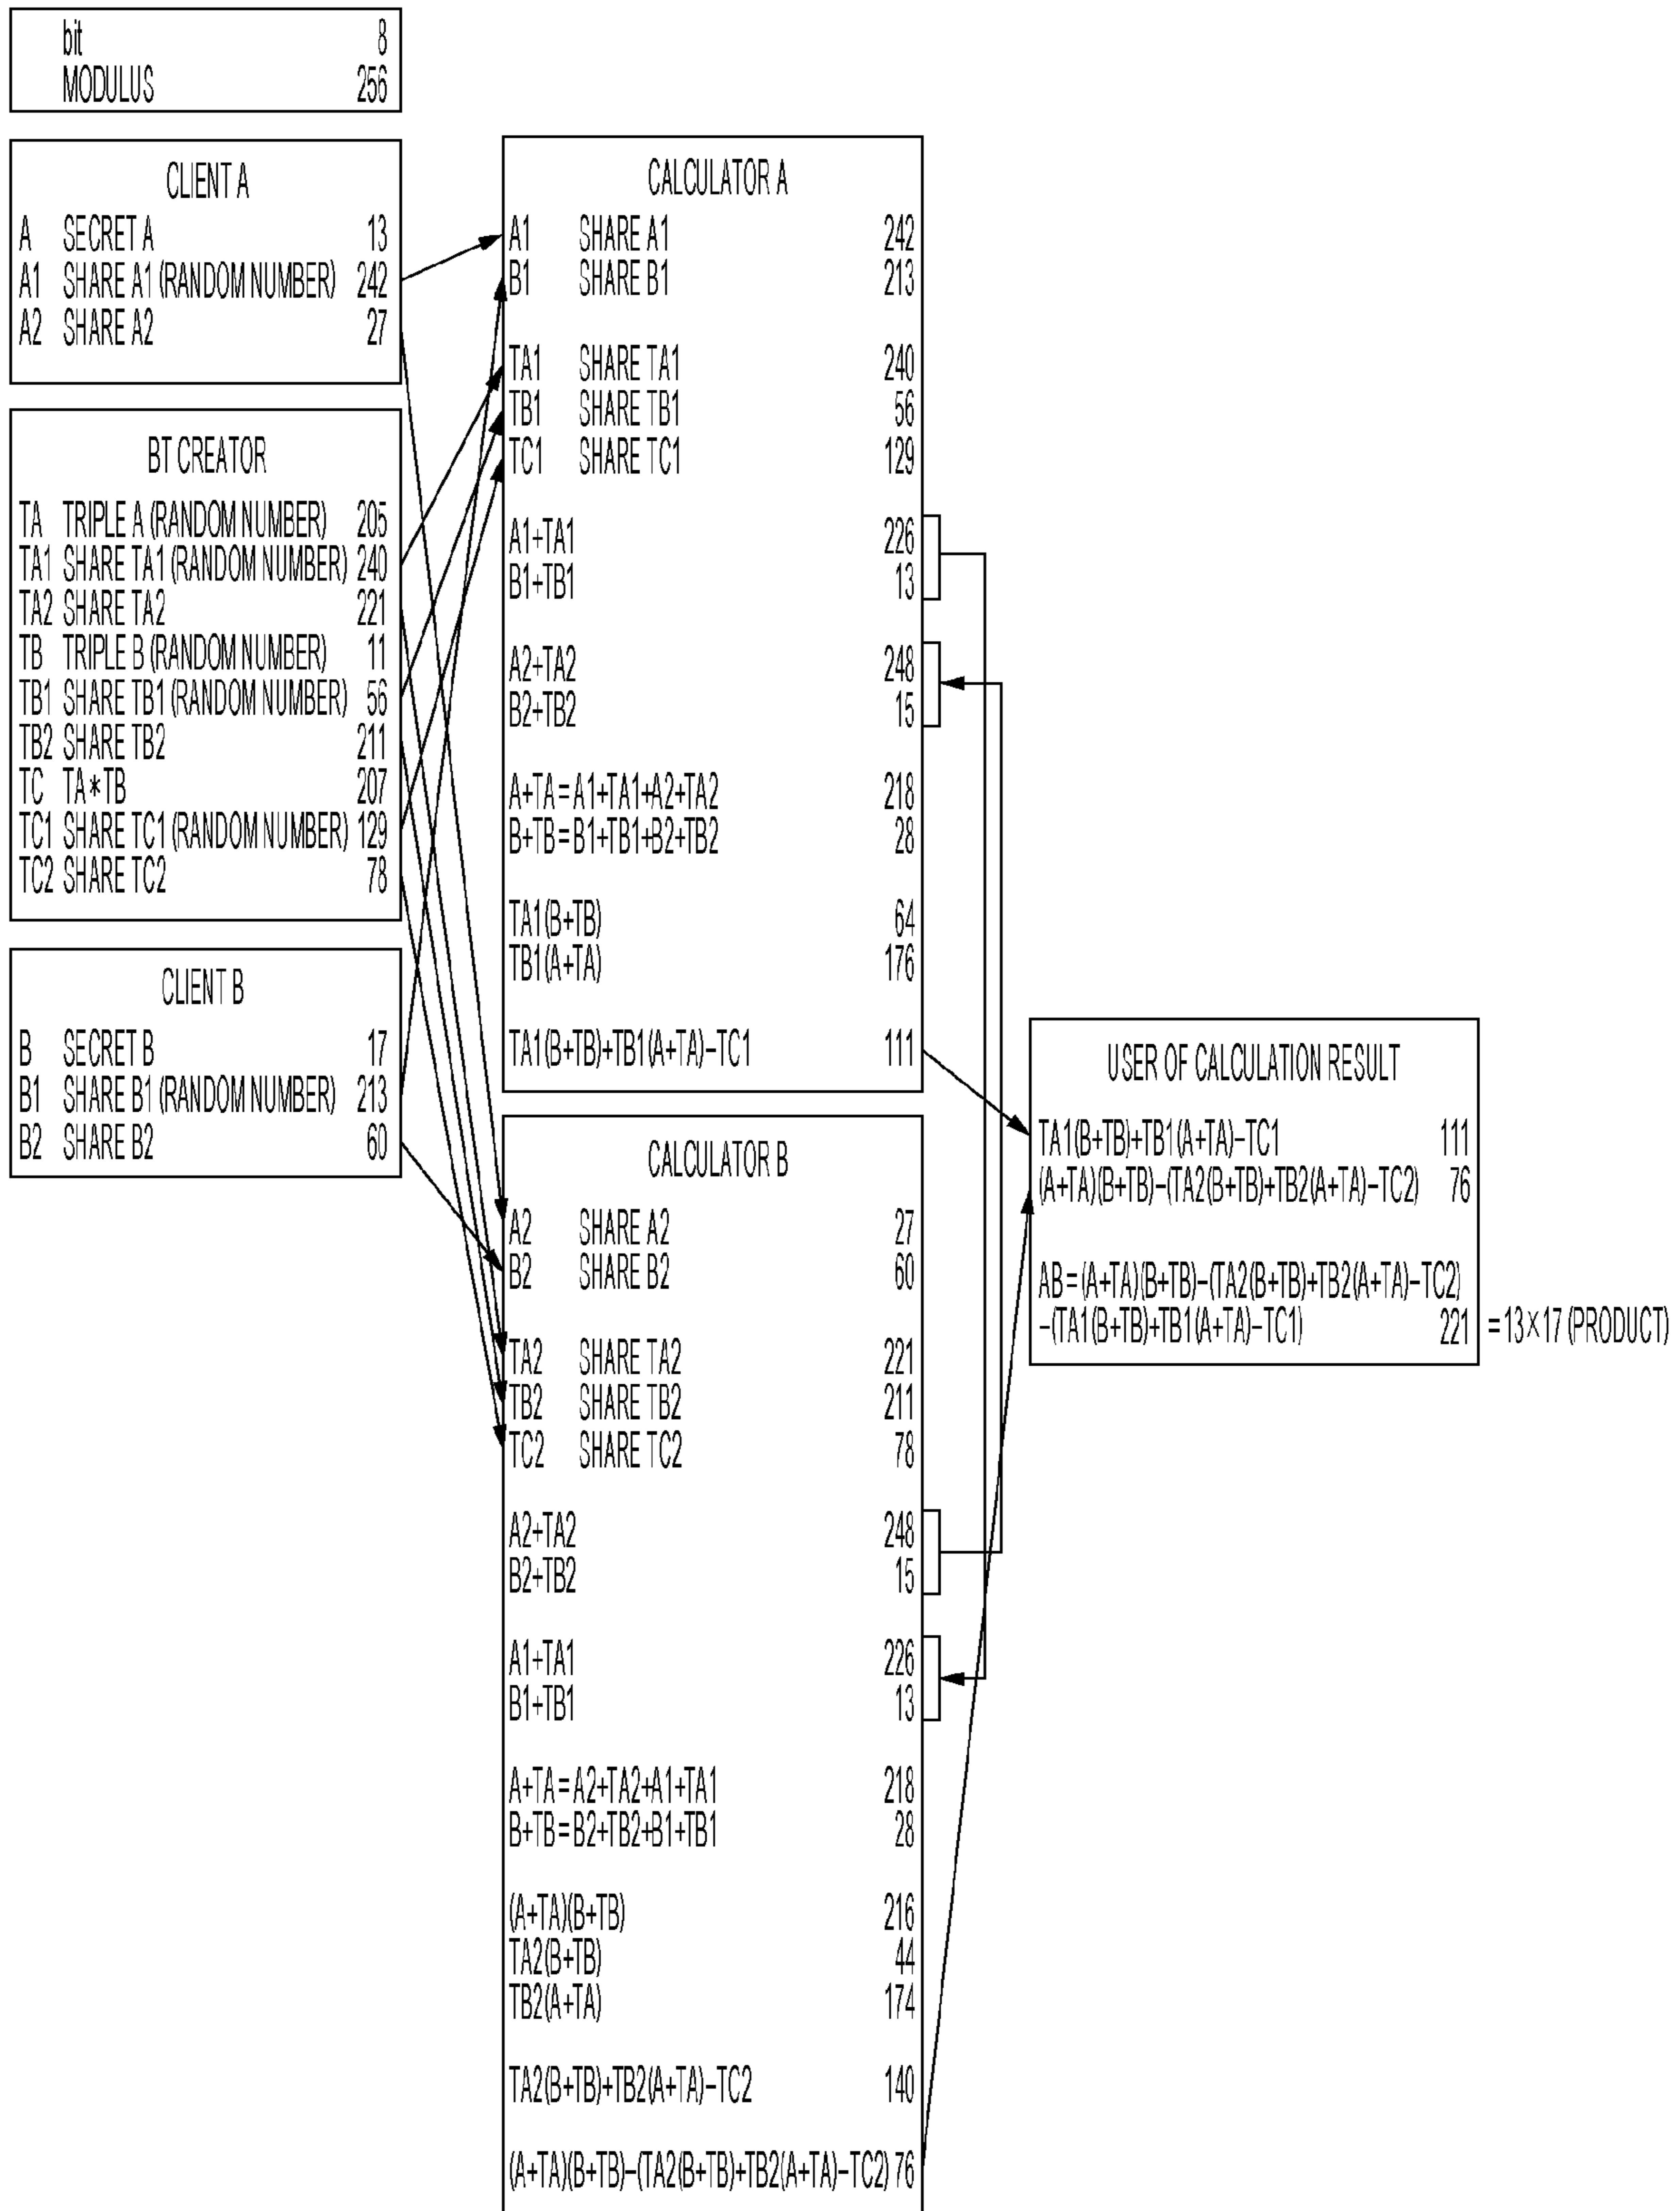 bit 8
MODULUS 256
CLIENT A
A SECRET A 13
A1 SHARE A1 (RANDOM NUMBER) 242
A2 SHARE A2 27
BT CREATOR
TA TRIPLE A (RANDOM NUMBER) 205
TA1 SHARE TA1 (RANDOM NUMBER) 240
TA2 SHARE TA2 221
TB TRIPLE B (RANDOM NUMBER) 11
TB1 SHARE TB1 (RANDOM NUMBER) 56
TB2 SHARE TB2 211
TC TA*TB 207
TC1 SHARE TC1 (RANDOM NUMBER) 129
TC2 SHARE TC2 78
CLIENT B
B SECRET B 17
B1 SHARE B1 (RANDOM NUMBER) 213
B2 SHARE B2 60
CALCULATOR A
A1 SHARE A1 242
B1 SHARE B1 213
TA1 SHARE TA1 240
TB1 SHARE TB1 56
TC1 SHARE TC1 129
A1+TA1 226
B1+TB1 13
A2+TA2 248
B2+TB2 15
A+TA=A1+TA1+A2+TA2 218
B+TB=B1+TB1+B2+TB2 28
TA1(B+TB) 64
TB1(A+TA) 176
TA1(B+TB)+TB1(A+TA)-TC1 111
CALCULATOR B
A2 SHARE A2 27
B2 SHARE B2 60
TA2 SHARE TA2 221
TB2 SHARE TB2 211
TC2 SHARE TC2 78
A2+TA2 248
B2+TB2 15
A1+TA1 226
B1+TB1 13
A+TA=A2+TA2+A1+TA1 218
B+TB=B2+TB2+B1+TB1 28
(A+TA)(B+TB) 216
TA2(B+TB) 44
TB2(A+TA) 174
TA2(B+TB)+TB2(A+TA)-TC2 140
(A+TA)(B+TB)-(TA2(B+TB)+TB2(A+TA)-TC2) 76
USER OF CALCULATION RESULT
TA1(B+TB)+TB1(A+TA)-TC1 111
(A+TA)(B+TB)-(TA2(B+TB)+TB2(A+TA)-TC2) 76
AB=(A+TA)(B+TB)-(TA2(B+TB)+TB2(A+TA)-TC2)
-(TA1(B+TB)+TB1(A+TA)-TC1) 221 =13×17 (PRODUCT)